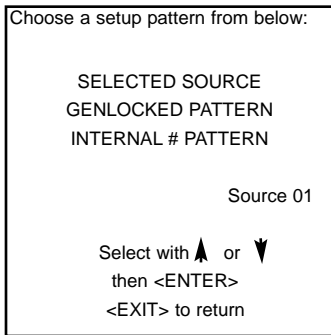 Choose a setup pattern from below:
SELECTED SOURCE
GENLOCKED PATTERN
INTERNAL # PATTERN
Source 01
Select with or
then <ENTER>
<EXIT> to return